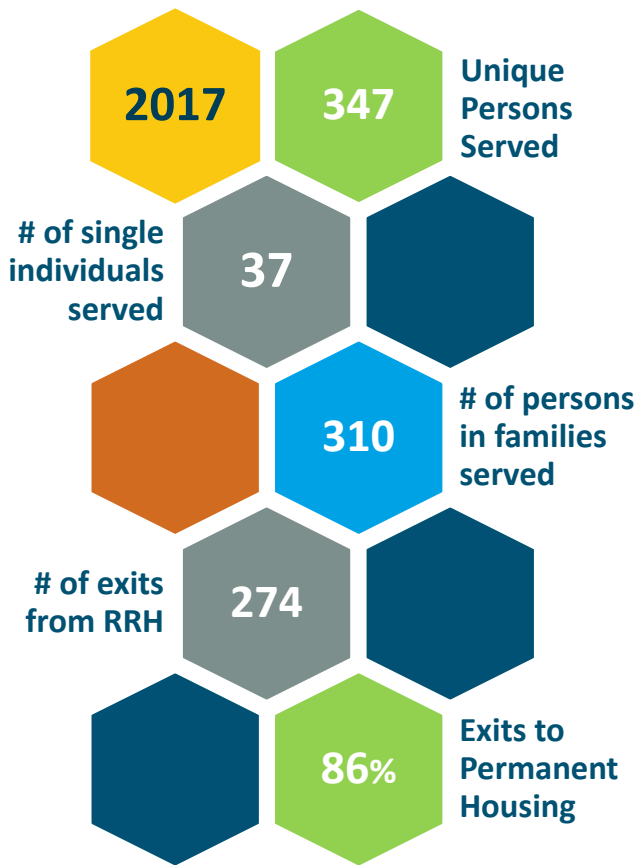 2017
347
Unique
Persons
Served
# of single
individuals
served
37
310
# of persons
in families
served
# of exits
from RRH
274
86%
Exits to
Permanent
Housing